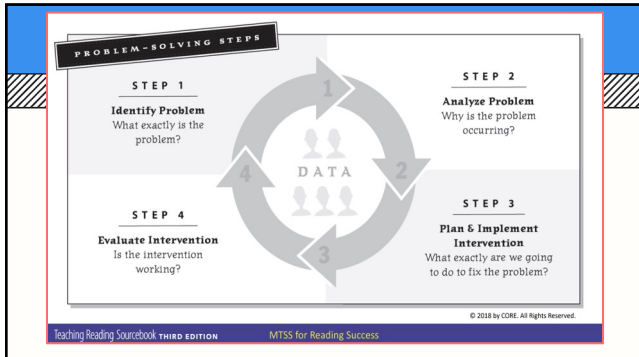 PROBLEM-SOLVING STEPS
STEP 1
Identify Problem
What exactly is the
problem?
STEP 2
Analyze Problem
Why is the problem
occurring?
1
2
3
4
DATA
STEP 3
Plan & Implement
Intervention
What exactly are we going
to do to fix the problem?
STEP 4
Evaluate Intervention
Is the intervention
working?
© 2018 by CORE. All Rights Reserved.
Teaching Reading Sourcebook THIRD EDITION
MTSS for Reading Success